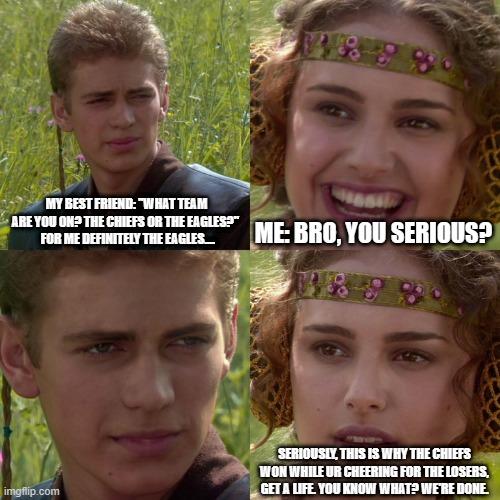 MY BEST FRIEND: "WHAT TEAM
ARE YOU ON? THE CHIEFS OR THE EAGLES?"
FOR ME DEFINITELY THE EAGLES....
ME: BRO, YOU SERIOUS?
SERIOUSLY, THIS IS WHY THE CHIEFS
WON WHILE UR CHEERING FOR THE LOSERS,
GET A LIFE. YOU KNOW WHAT? WE'RE DONE.
imgflip.com